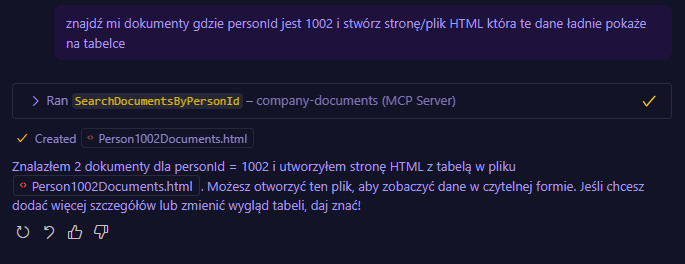 znajdź mi dokumenty gdzie personId jest 1002 i stwórz stronę/plik HTML która te dane ładnie pokaże
na tabelce
Ran SearchDocumentsByPersonId – company-documents (MCP Server)
Created Person1002Documents.html
Znalazłem 2 dokumenty dla personId = 1002 i utworzyłem stronę HTML z tabelą w pliku
Person1002Documents.html . Możesz otworzyć ten plik, aby zobaczyć dane w czytelnej formie. Jeśli chcesz
dodać więcej szczegółów lub zmienić wygląd tabeli, daj znać!